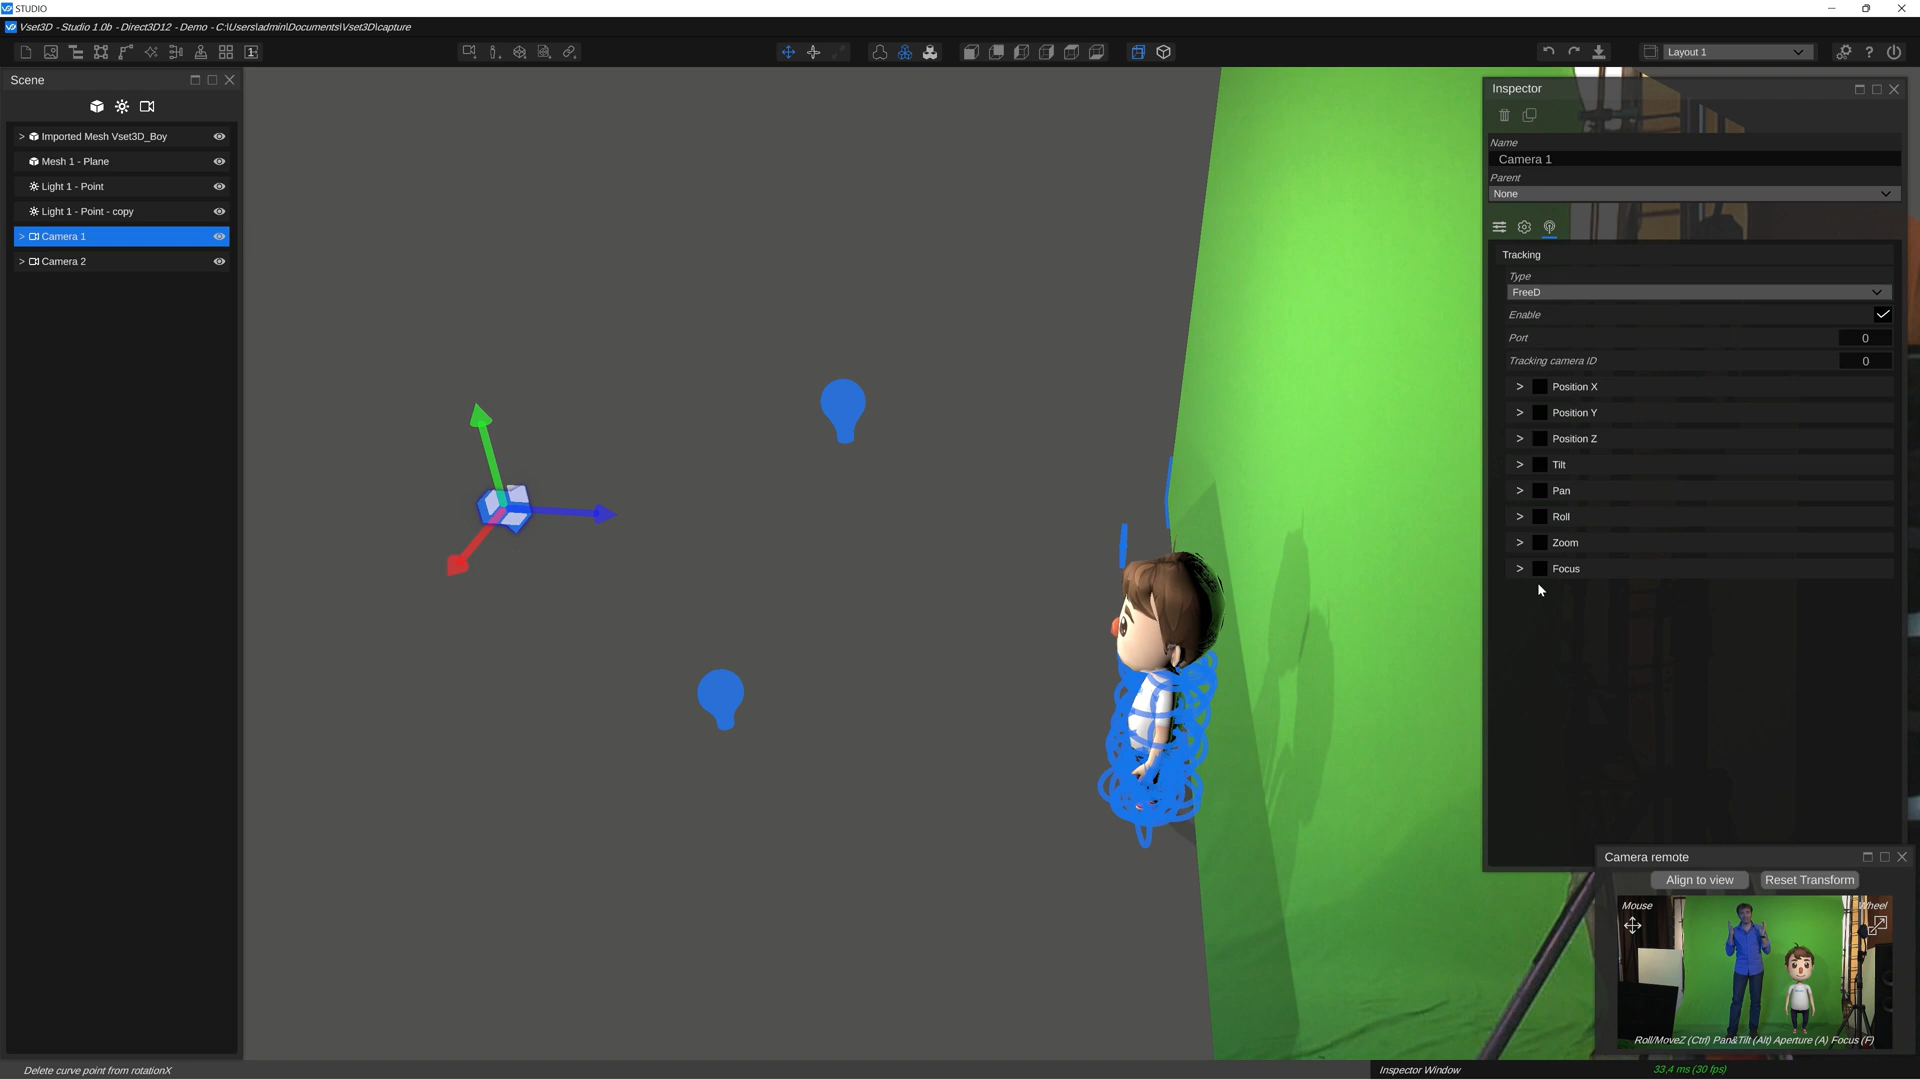 STUDIO
Vset3D - Studio 1.0b - Direct3D12 - Demo - C:\Users\admin\Documents\Vset3D\capture
Layout 1
Scene
> Imported Mesh Vset3D_Boy
Mesh 1 - Plane
Light 1 - Point
Light 1 - Point - copy
> Camera 1
> Camera 2
Inspector
Name
Camera 1
Parent
None
Tracking
Type
FreeD
Enable
Port 0
Tracking camera ID 0
> Position X
> Position Y
> Position Z
> Tilt
> Pan
> Roll
> Zoom
> Focus
Camera remote
Align to view Reset Transform
Mouse Wheel
Roll/MoveZ (Ctrl) Pan&Tilt (Alt) Aperture (A) Focus (F)
Delete curve point from rotationX
Inspector Window
33,4 ms (30 fps)